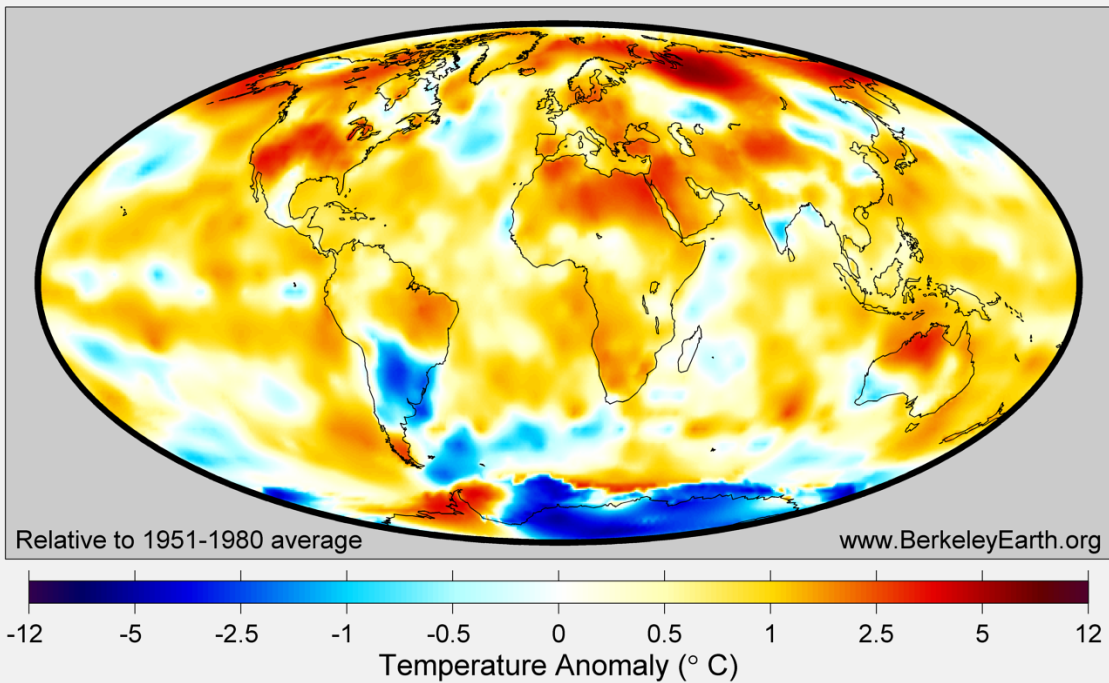 Relative to 1951-1980 average
www.BerkeleyEarth.org
-12 -5 -2.5 -1 -0.5 0 0.5 1 2.5 5 12
Temperature Anomaly (° C)